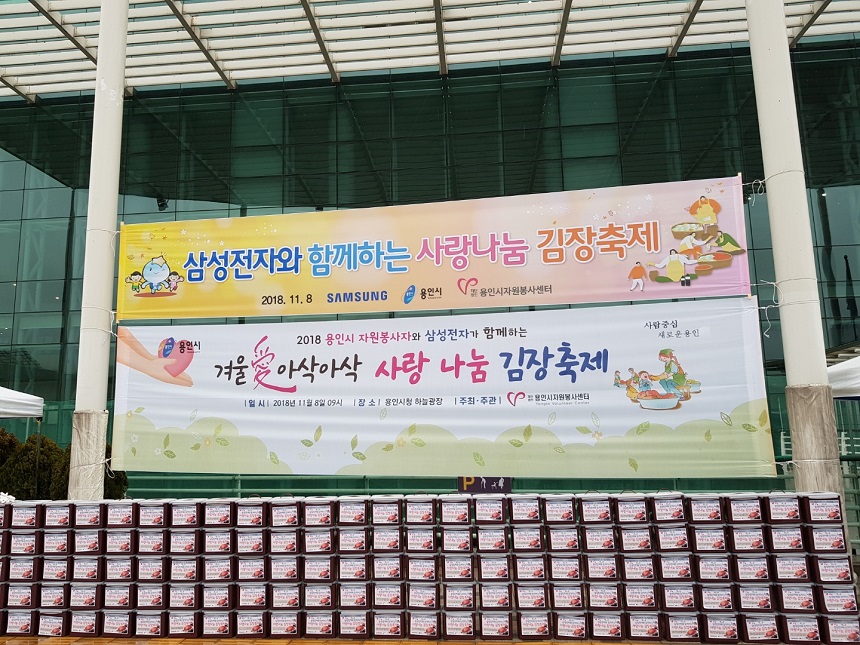 삼성전자와 함께하는 사랑나눔 김장축제
2018. 11. 8 SAMSUNG 용인시 용인시자원봉사센터
용인시
2018 용인시 자원봉사자와 삼성전자가 함께하는
사람중심
새로운용인
겨울 愛 아삭아삭 사랑 나눔 김장축제
| 일 시 | 2018년 11월 8일 09시 | 장 소 | 용인시청 하늘광장 | 주최·주관 | 용인시자원봉사센터
P